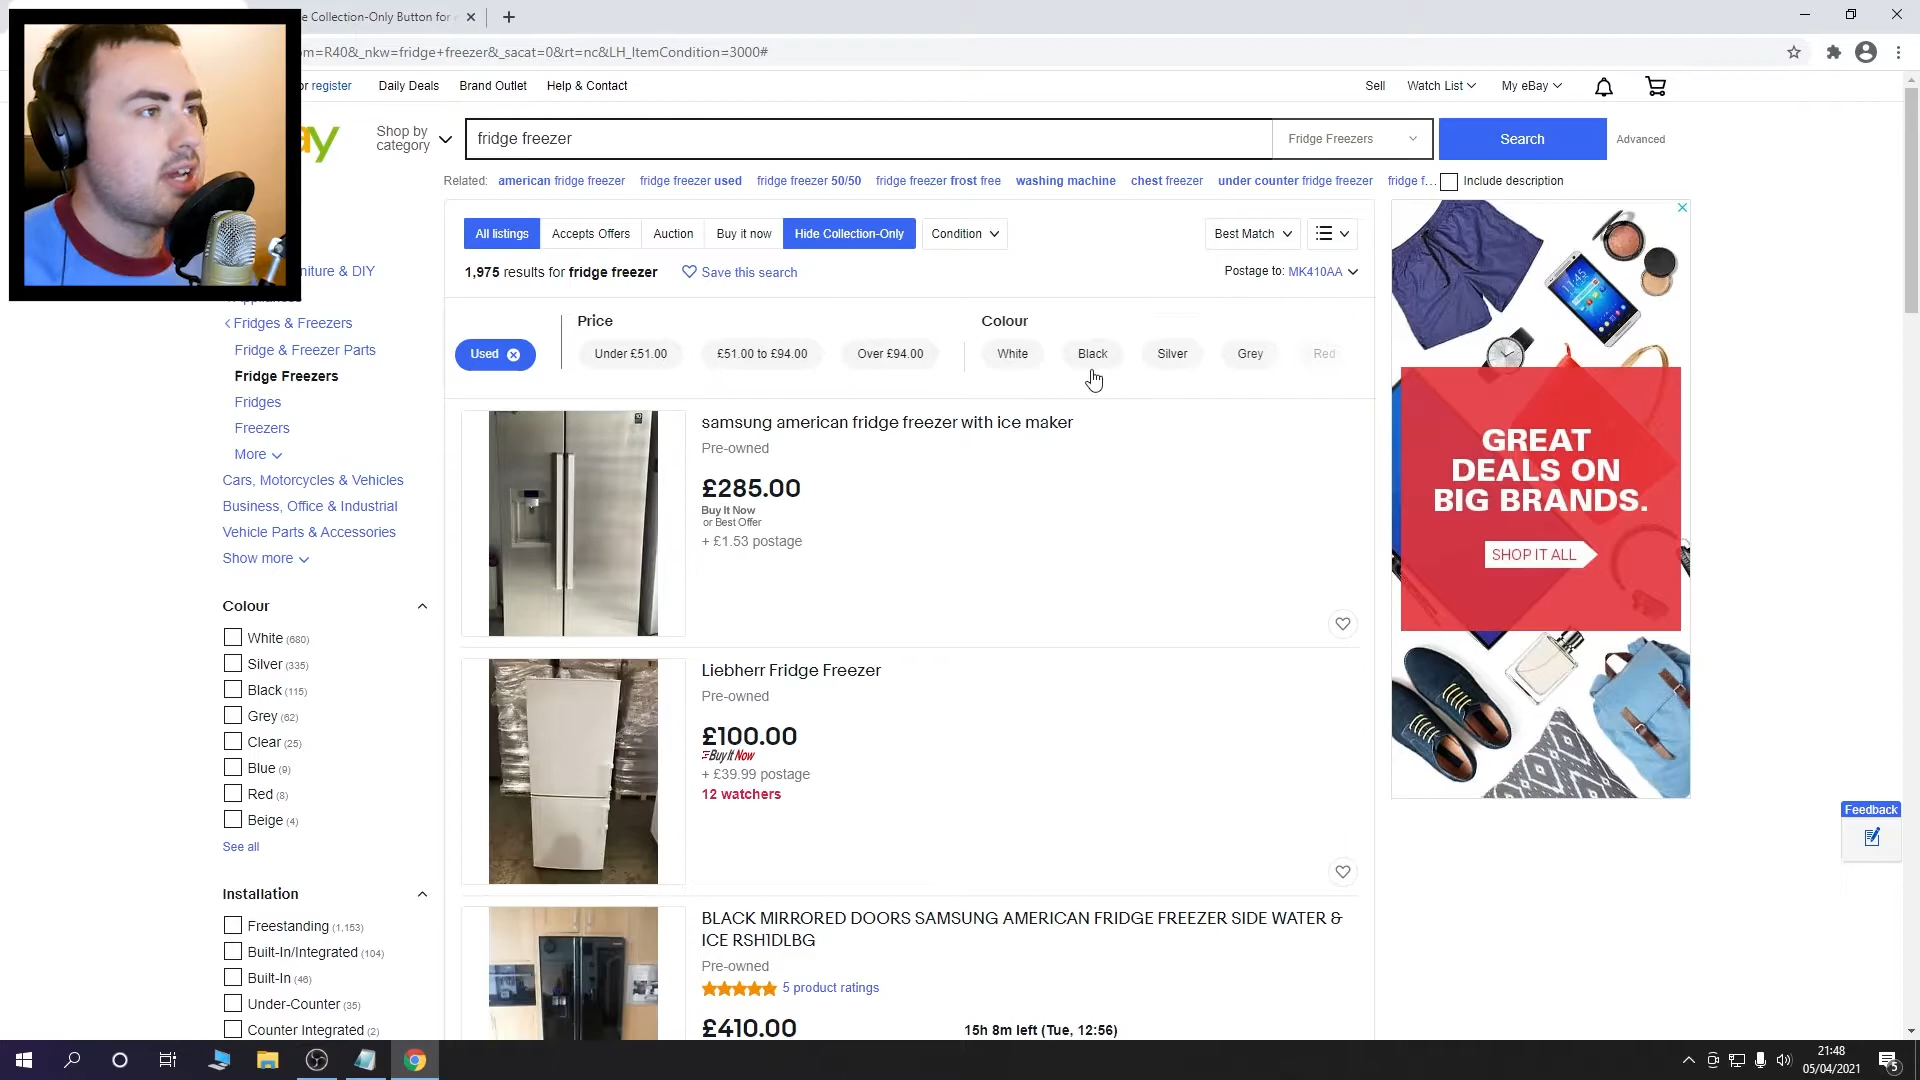 e Collection-Only Button for
om=R40&_nkw=fridge+freezer&_sacat=0&rt=nc&LH_ItemCondition=3000#
or register
Daily Deals
Brand Outlet
Help & Contact
Sell
Watch List
My eBay
ay
Shop by
category
fridge freezer
Fridge Freezers
Search
Advanced
Related: american fridge freezer fridge freezer used fridge freezer 50/50 fridge freezer frost free washing machine chest freezer under counter fridge freezer fridge f...
Include description
All listings
Accepts Offers
Auction
Buy it now
Hide Collection-Only
Condition
Best Match
1,975 results for fridge freezer
Save this search
Postage to: MK410AA
Used
Price
Under £51.00
£51.00 to £94.00
Over £94.00
Colour
White
Black
Silver
Grey
Red
niture & DIY
Fridges & Freezers
Fridge & Freezer Parts
Fridge Freezers
Fridges
Freezers
More
Cars, Motorcycles & Vehicles
Business, Office & Industrial
Vehicle Parts & Accessories
Show more
Colour
White (680)
Silver (335)
Black (115)
Grey (62)
Clear (25)
Blue (9)
Red (8)
Beige (4)
See all
Installation
Freestanding (1,153)
Built-In/Integrated (104)
Built-In (46)
Under-Counter (35)
Counter Integrated (2)
samsung american fridge freezer with ice maker
Pre-owned
£285.00
Buy It Now
or Best Offer
+ £1.53 postage
Liebherr Fridge Freezer
Pre-owned
£100.00
Buy It Now
+ £39.99 postage
12 watchers
BLACK MIRRORED DOORS SAMSUNG AMERICAN FRIDGE FREEZER SIDE WATER &
ICE RSH1DLBG
Pre-owned
5 product ratings
£410.00
15h 8m left (Tue, 12:56)
11:45
GREAT
DEALS ON
BIG BRANDS.
SHOP IT ALL
Feedback
21:48
05/04/2021
5